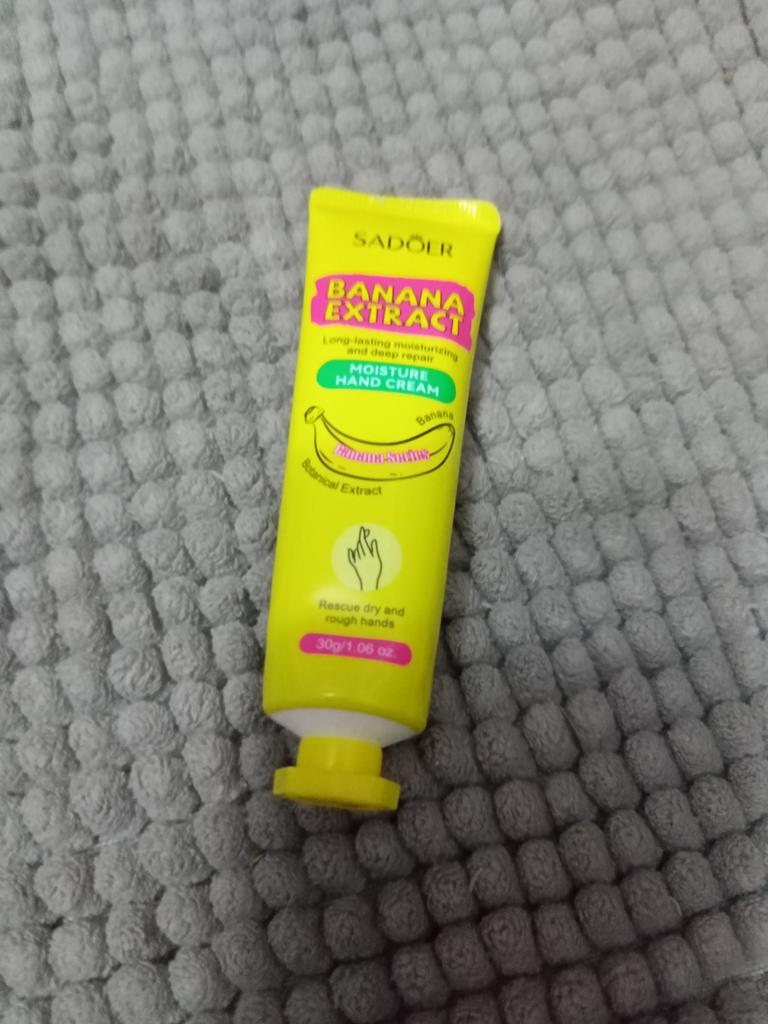 SADÖER
BANANA
EXTRACT
Long-lasting moisturizing
and deep repair
MOISTURE
HAND CREAM
Banana
Botanical Extract
Rescue dry and
rough hands
30g/1.06 oz.